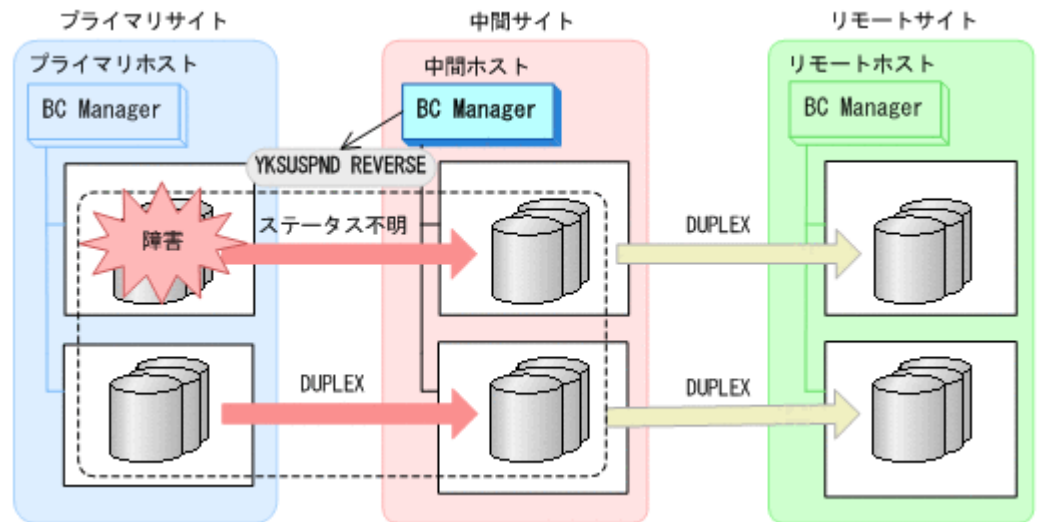 プライマリサイト
中間サイト
リモートサイト
プライマリホスト
中間ホスト
リモートホスト
BC Manager
BC Manager
BC Manager
YKSUSPND REVERSE
障害
ステータス不明
DUPLEX
DUPLEX
DUPLEX